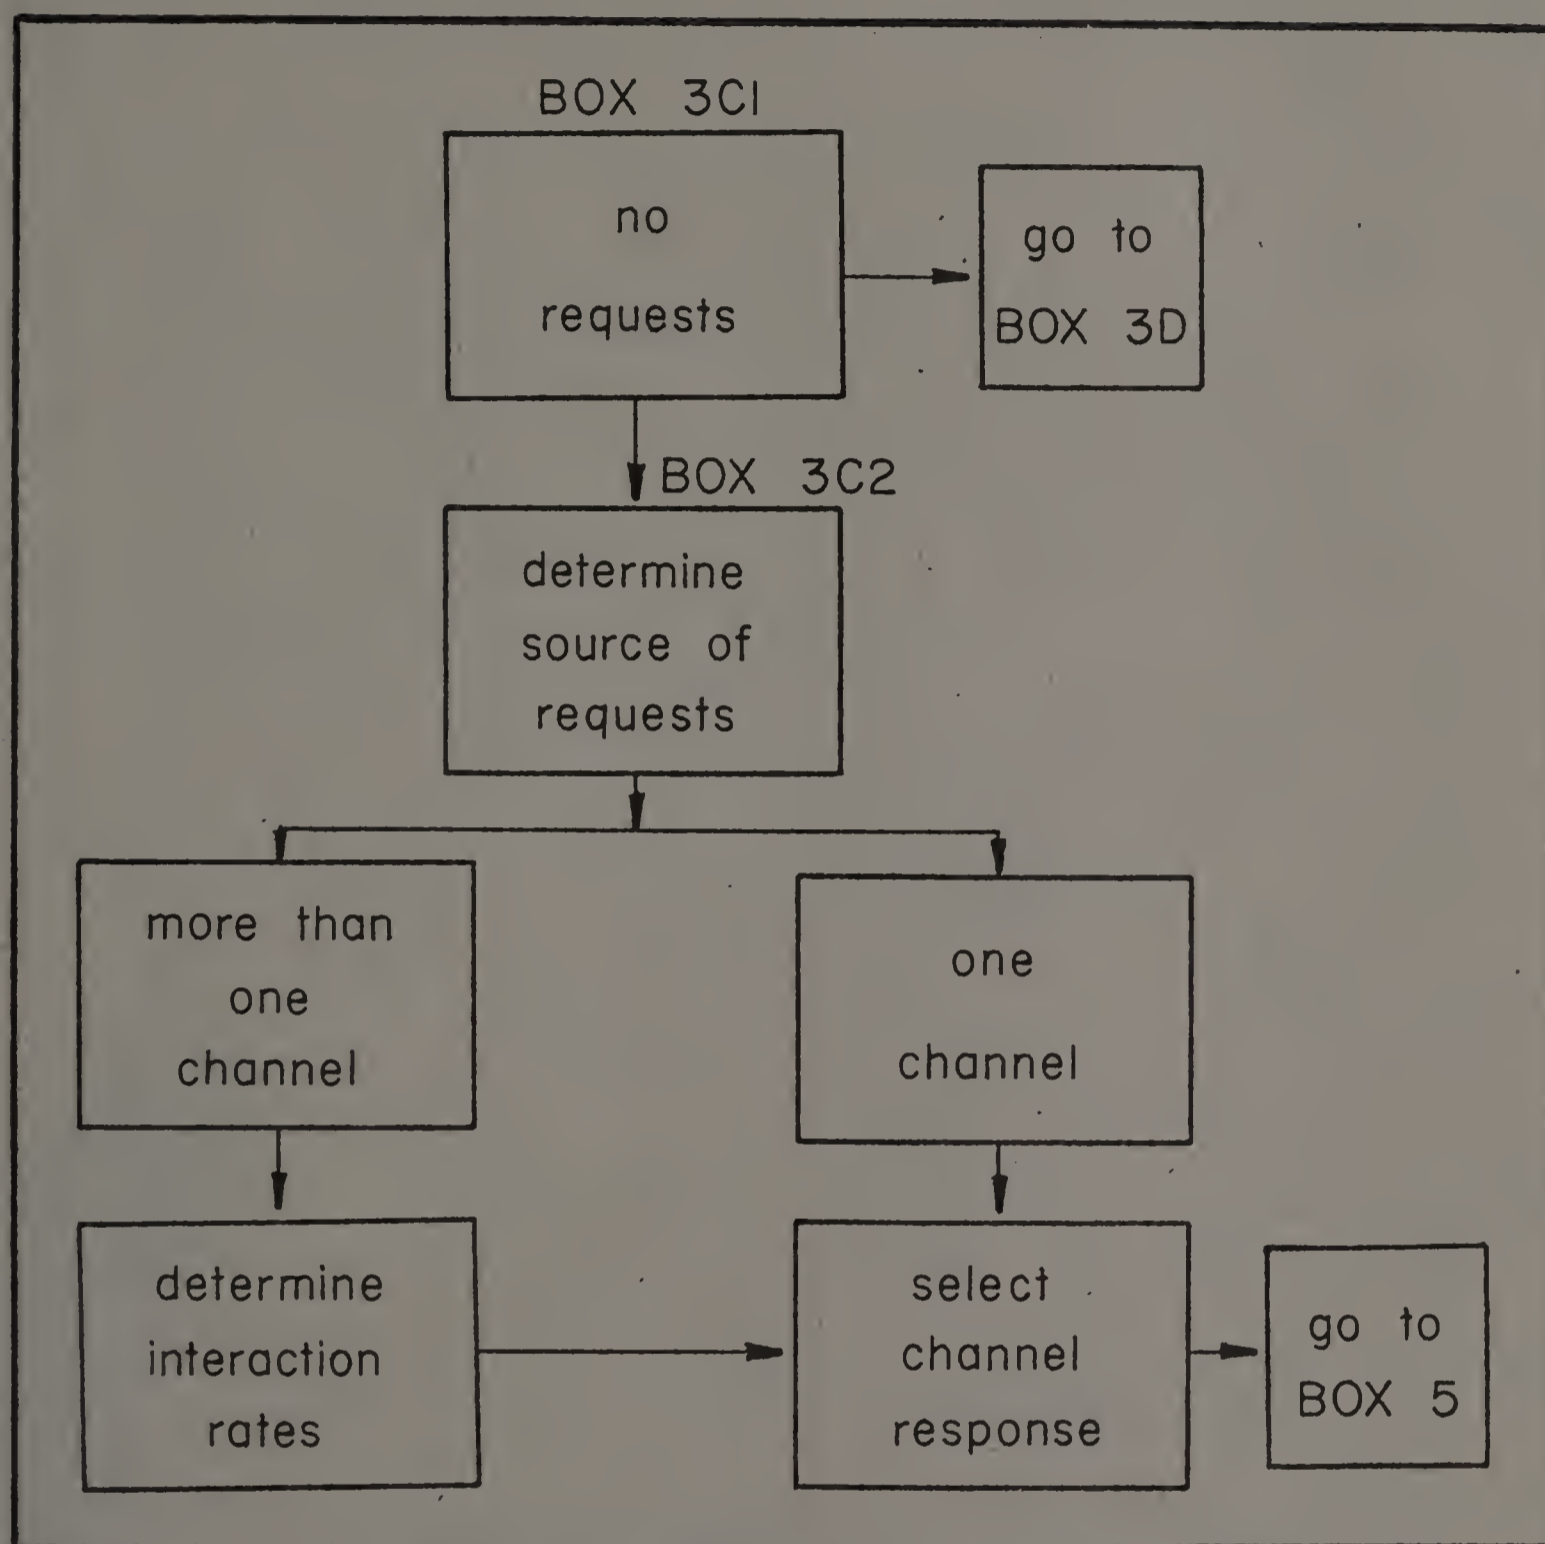 BOX 3C1
no
requests
go to
BOX 3D
BOX 3C2
determine
source of
requests
more than
one
channel
one
channel
determine
interaction
rates
select
channel
response
go to
BOX 5